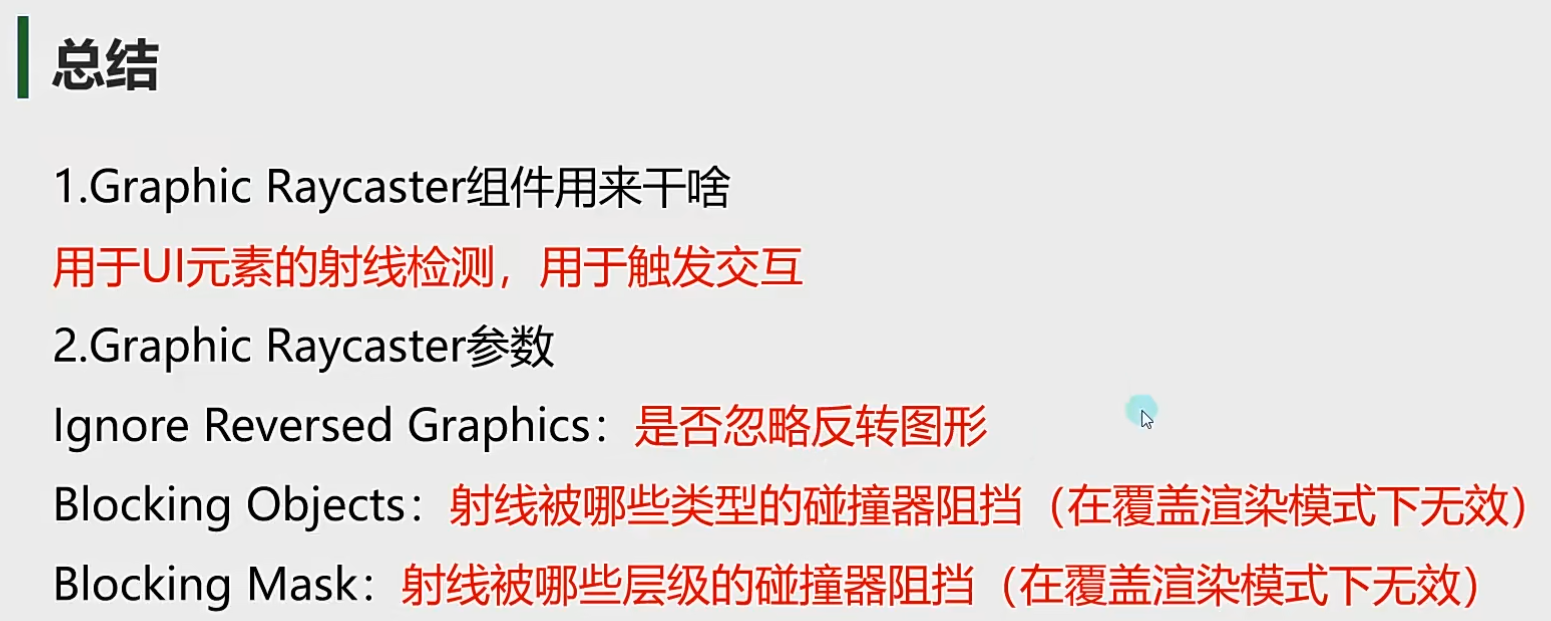 总结
1.Graphic Raycaster组件用来干啥
用于UI元素的射线检测，用于触发交互
2.Graphic Raycaster参数
Ignore Reversed Graphics：是否忽略反转图形
Blocking Objects：射线被哪些类型的碰撞器阻挡（在覆盖渲染模式下无效）
Blocking Mask：射线被哪些层级的碰撞器阻挡（在覆盖渲染模式下无效）